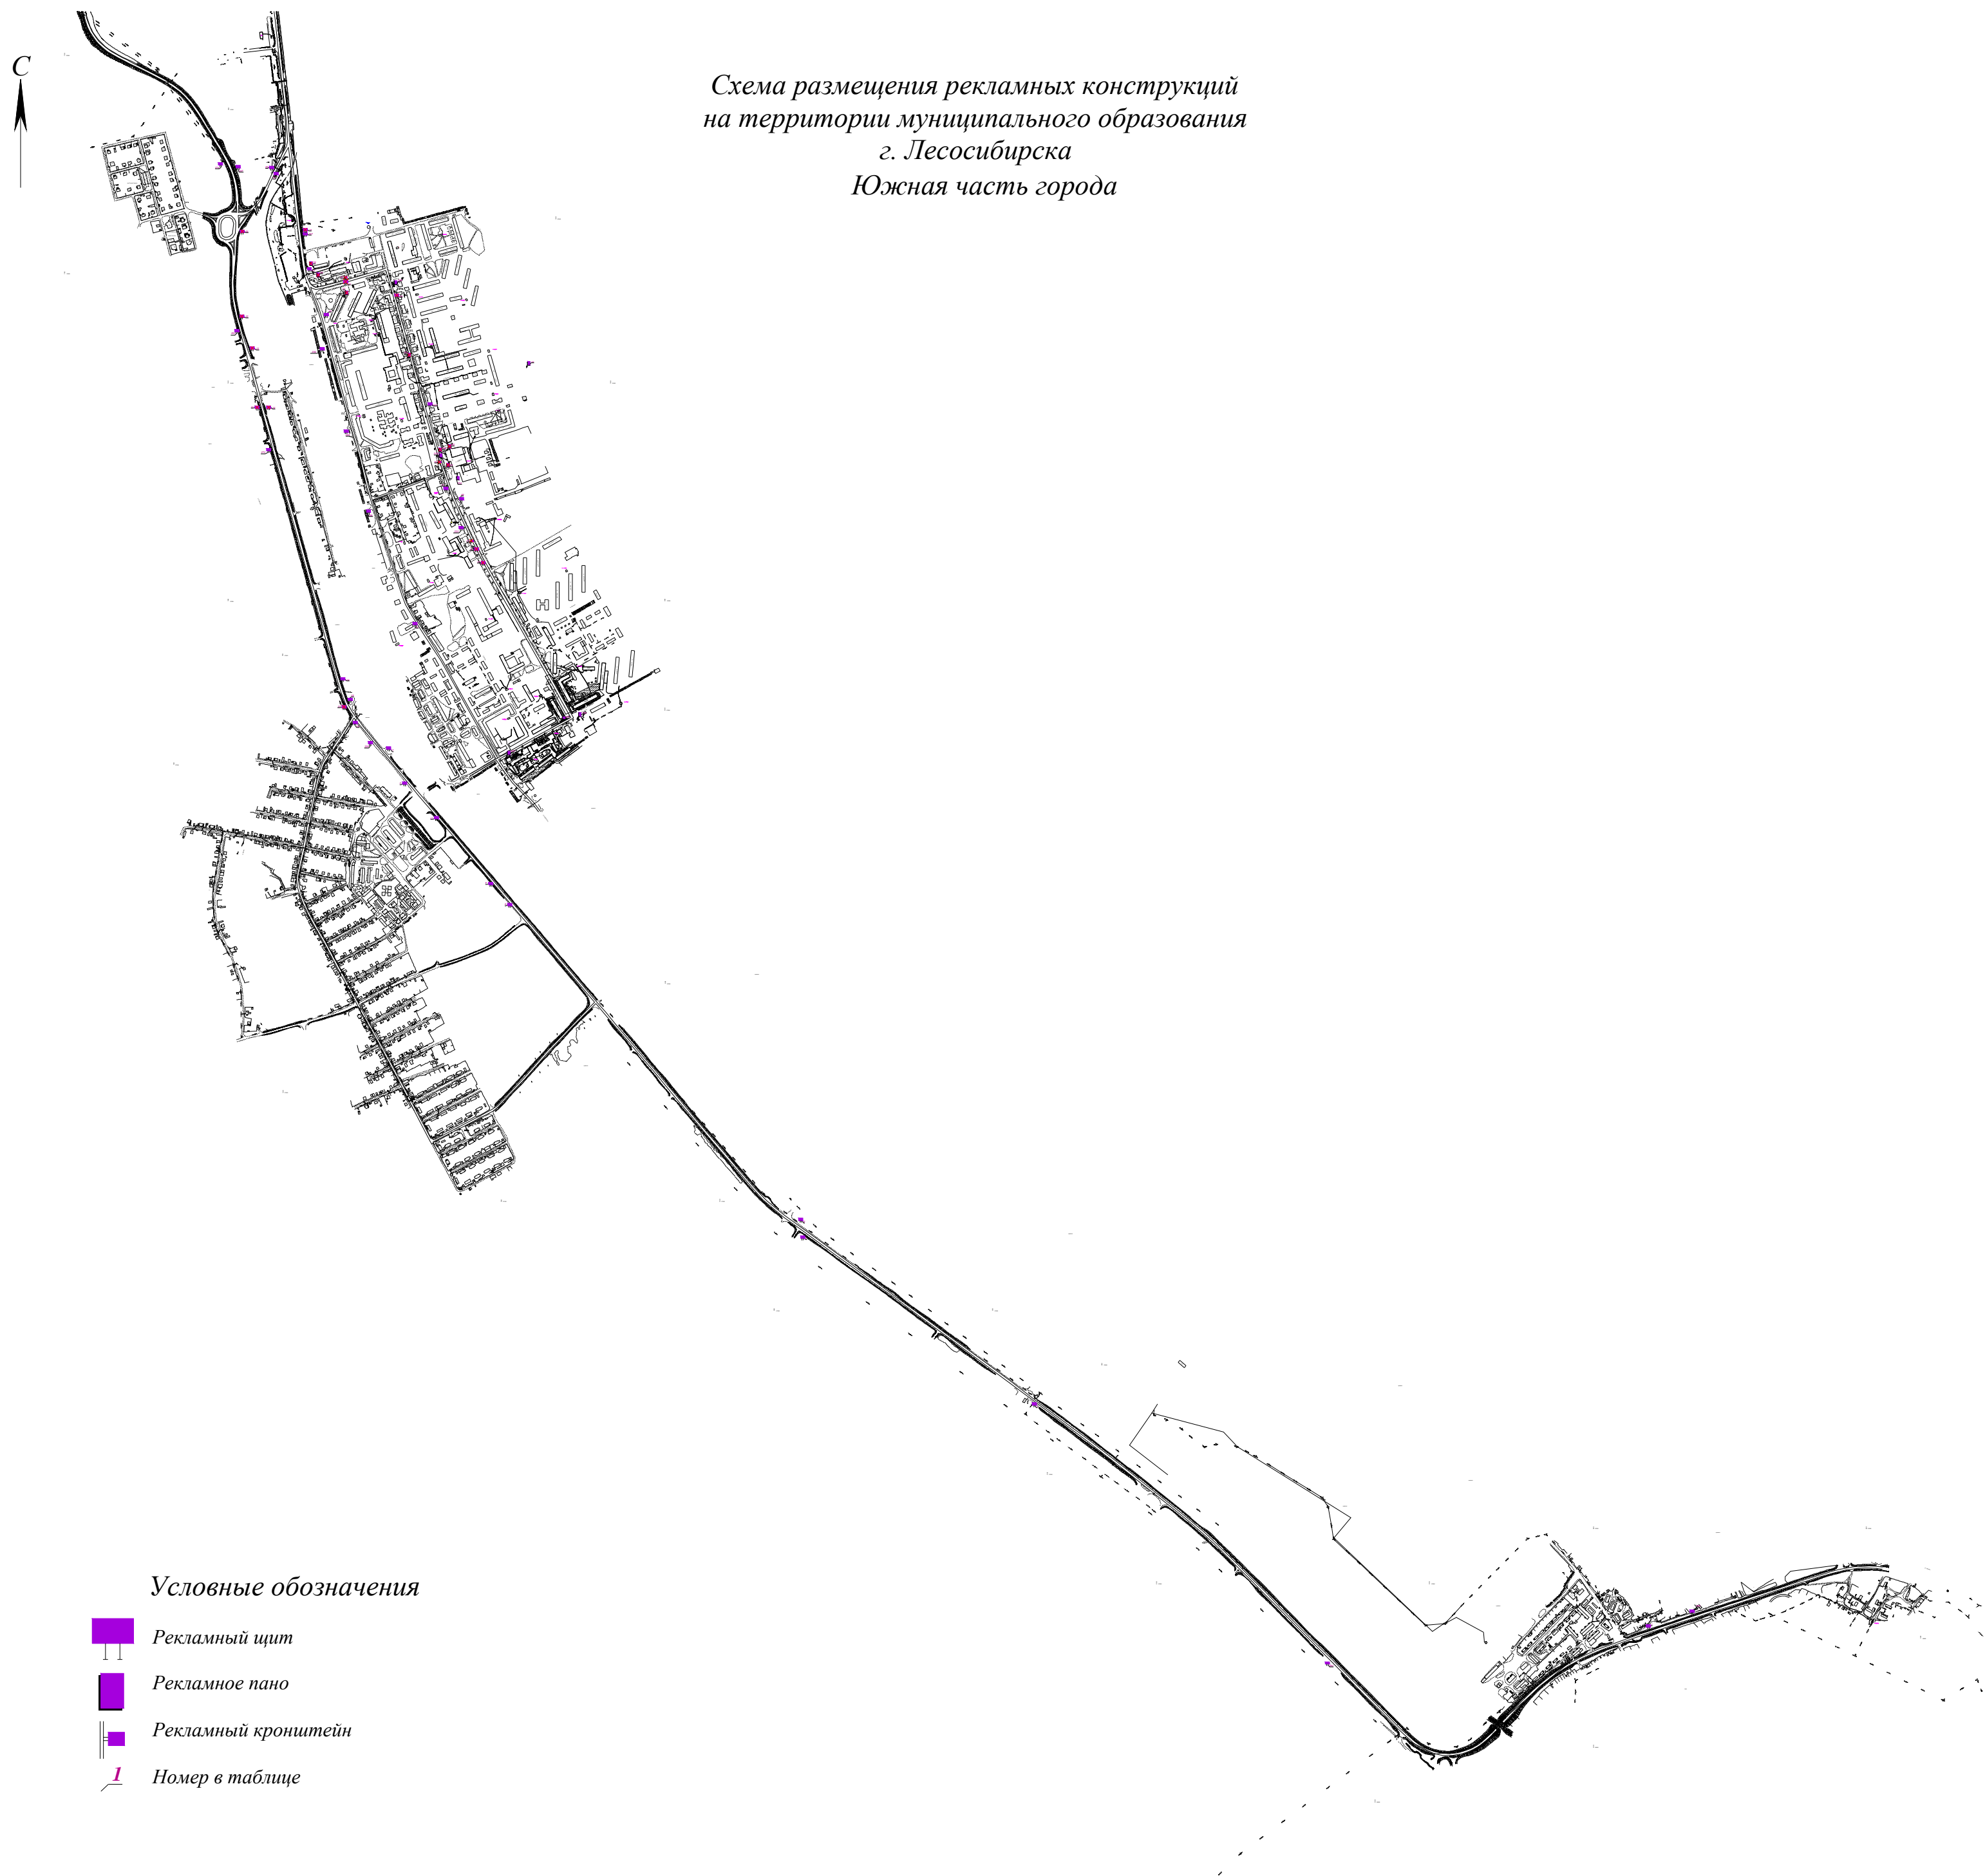 С
Схема размещения рекламных конструкций
на территории муниципального образования
г. Лесосибирска
Южная часть города
Условные обозначения
Рекламный щит
Рекламное пано
Рекламный кронштейн
1
Номер в таблице